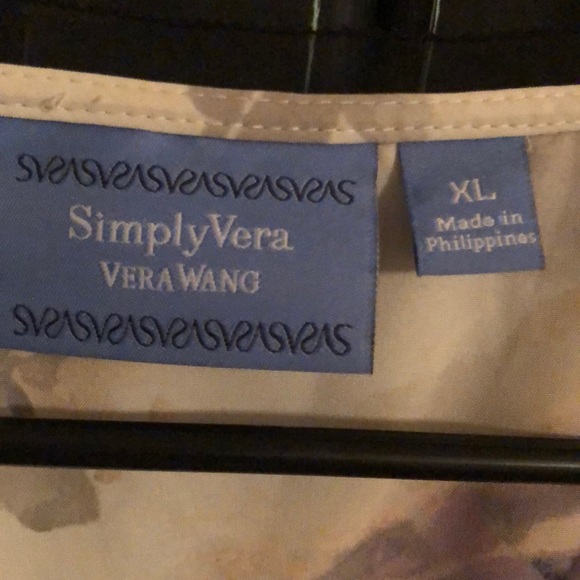 SimplyVera
VERA WANG
XL
Made in
Philippines